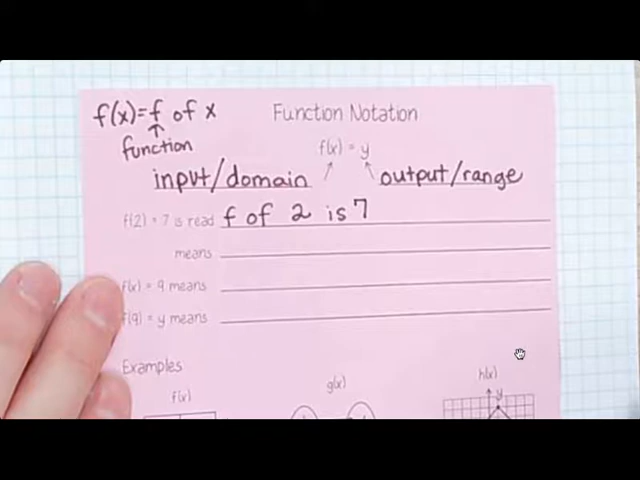 f(x)=f of x
Function Notation
function
f(x) = y
input/domain
output/range
f(2) = 7 is read f of 2 is 7
means
f(x) = 9 means
f(9) = y means
Examples
f(x)
g(x)
h(x)
y